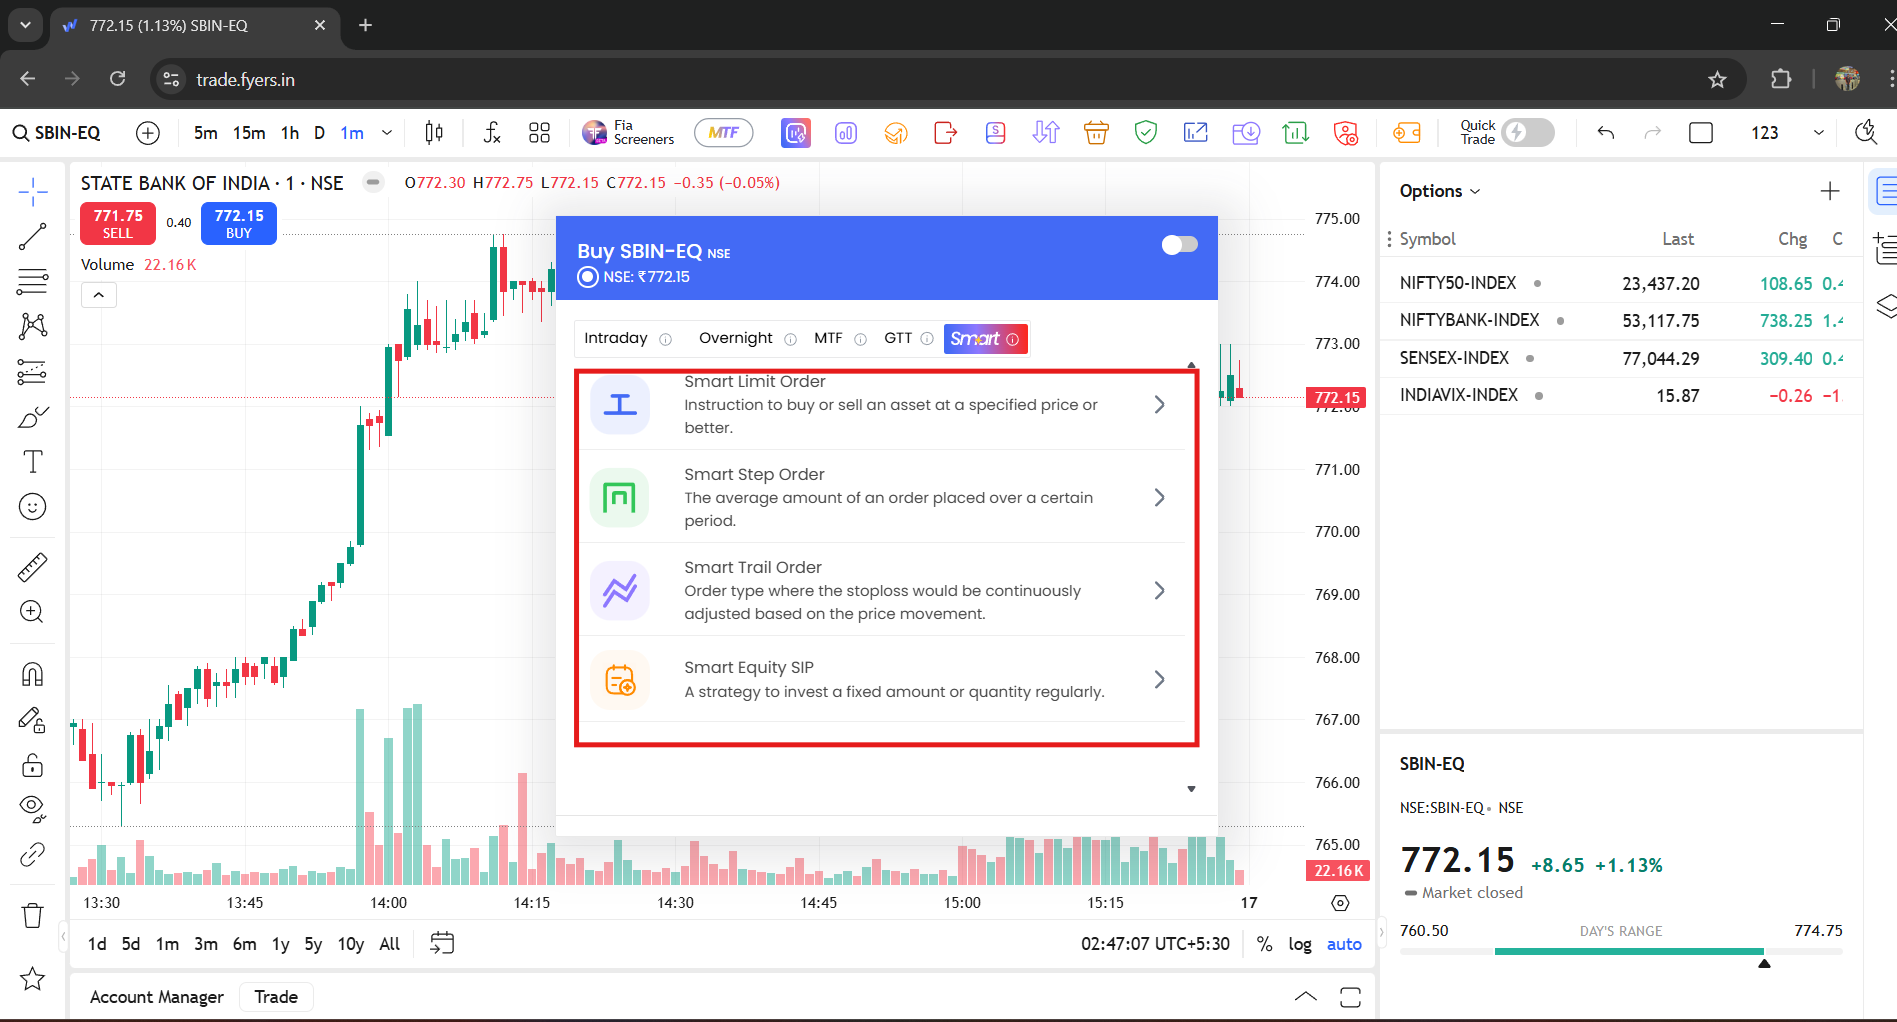 772.15 (1.13%) SBIN-EQ
trade.fyers.in
SBIN-EQ
5m 15m 1h D 1m
Fia
Screeners
MTF
S
Quick
Trade
123
STATE BANK OF INDIA · 1 · NSE
O772.30 H772.75 L772.15 C772.15 −0.35 (−0.05%)
771.75
SELL
0.40
772.15
BUY
Volume 22.16K
Buy SBIN-EQ NSE
NSE: ₹772.15
Intraday Overnight MTF GTT Smart
Smart Limit Order
Instruction to buy or sell an asset at a specified price or
better.
Smart Step Order
The average amount of an order placed over a certain
period.
Smart Trail Order
Order type where the stoploss would be continuously
adjusted based on the price movement.
Smart Equity SIP
A strategy to invest a fixed amount or quantity regularly.
775.00
774.00
773.00
772.15
772.00
771.00
770.00
769.00
768.00
767.00
766.00
765.00
22.16K
13:30 13:45 14:00 14:15 14:30 14:45 15:00 15:15 17
1d 5d 1m 3m 6m 1y 5y 10y All
02:47:07 UTC+5:30 % log auto
Account Manager Trade
Options
Symbol Last Chg C
NIFTY50-INDEX 23,437.20 108.65 0.4
NIFTYBANK-INDEX 53,117.75 738.25 1.4
SENSEX-INDEX 77,044.29 309.40 0.4
INDIAVIX-INDEX 15.87 −0.26 −1
SBIN-EQ
NSE:SBIN-EQ • NSE
772.15 +8.65 +1.13%
Market closed
760.50 DAY'S RANGE 774.75